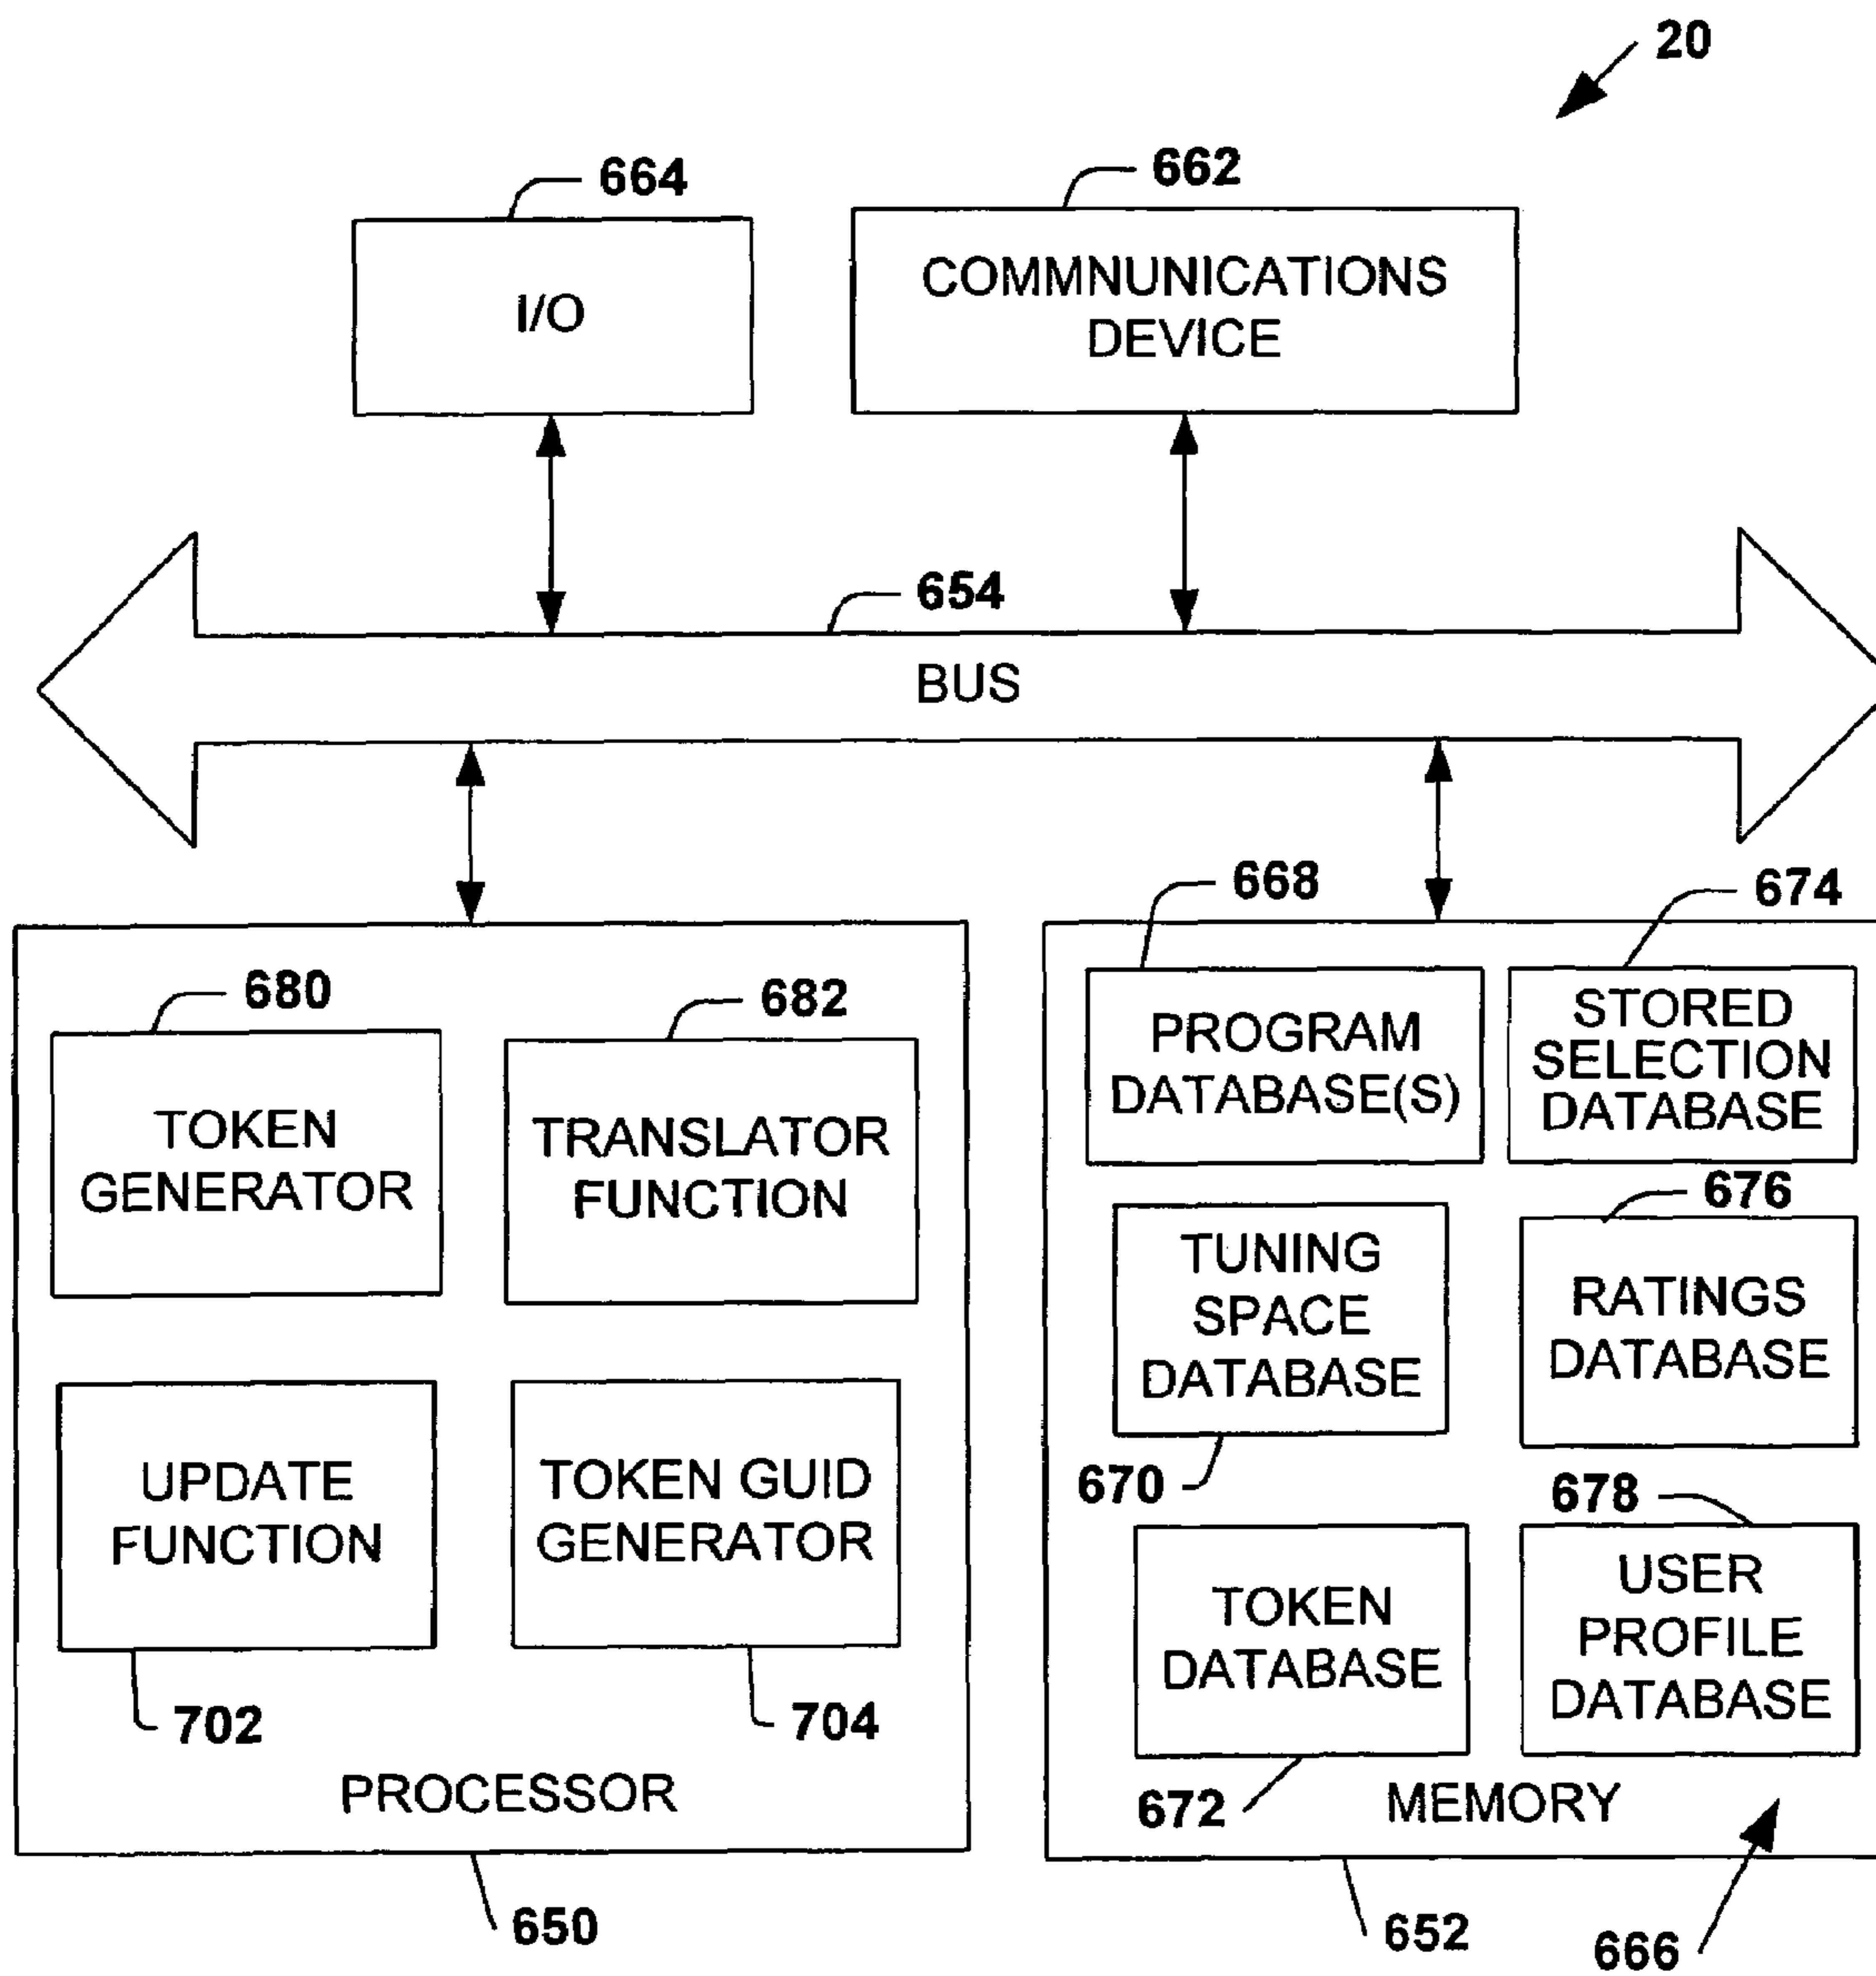 20
664
662
I/O
COMMNUNICATIONS
DEVICE
654
BUS
668
674
680
682
PROGRAM
DATABASE(S)
STORED
SELECTION
DATABASE
TOKEN
GENERATOR
TRANSLATOR
FUNCTION
676
TUNING
SPACE
DATABASE
RATINGS
DATABASE
UPDATE
FUNCTION
TOKEN GUID
GENERATOR
670
678
TOKEN
DATABASE
USER
PROFILE
DATABASE
702
704
PROCESSOR
672
MEMORY
650
652
666